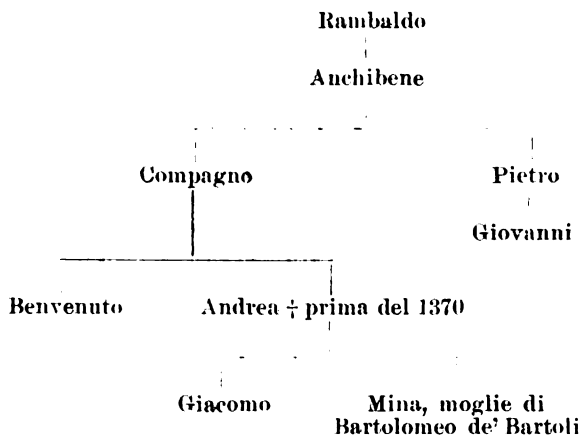 Rambaldo
Anchibene
Compagno Pietro
Giovanni
Benvenuto Andrea † prima del 1370
Giacomo Mina, moglie di
Bartolomeo de' Bartoli